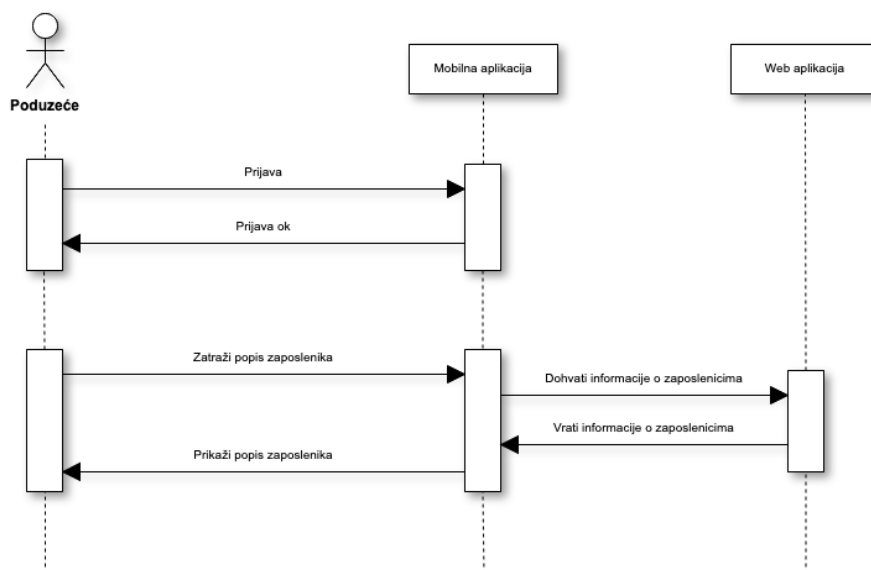 Mobilna aplikacija
Web aplikacija
Poduzeće
Prijava
Prijava ok
Zatraži popis zaposlenika
Dohvati informacije o zaposlenicima
Vrati informacije o zaposlenicima
Prikaži popis zaposlenika